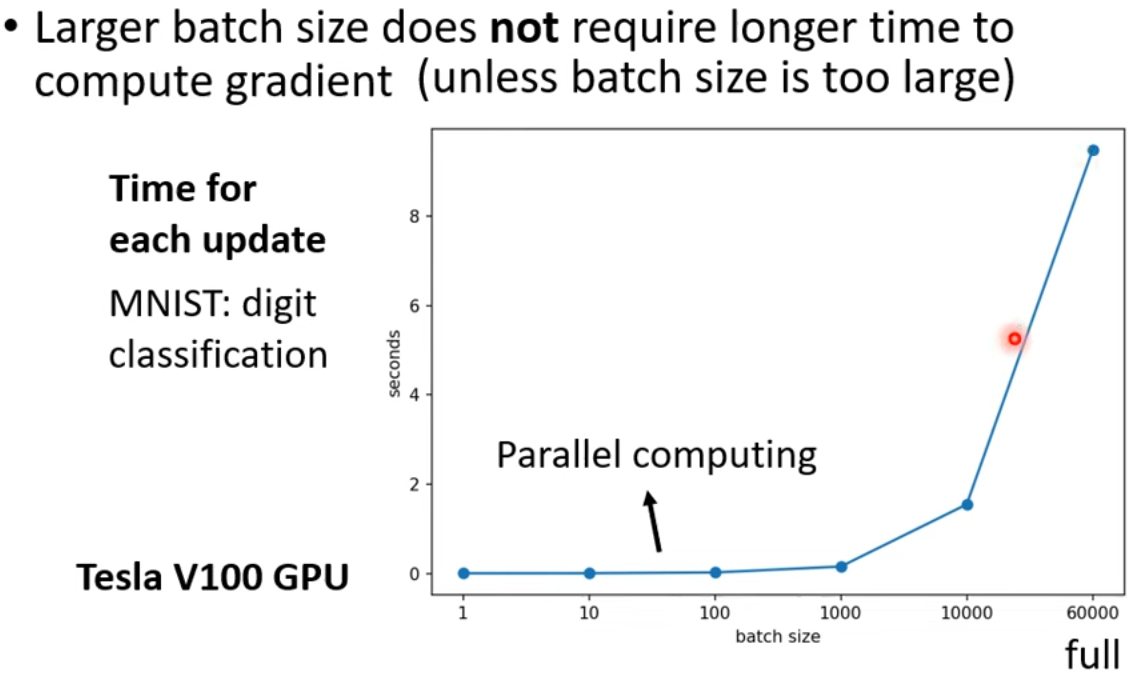 • Larger batch size does not require longer time to
compute gradient (unless batch size is too large)
Time for
each update
MNIST: digit
classification
Tesla V100 GPU
seconds
8
6
4
2
0
Parallel computing
1 10 100 1000 10000 60000
batch size
full